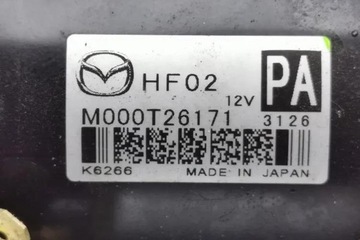 HF02 12V PA
M000T26171 3126
K6266 MADE IN JAPAN